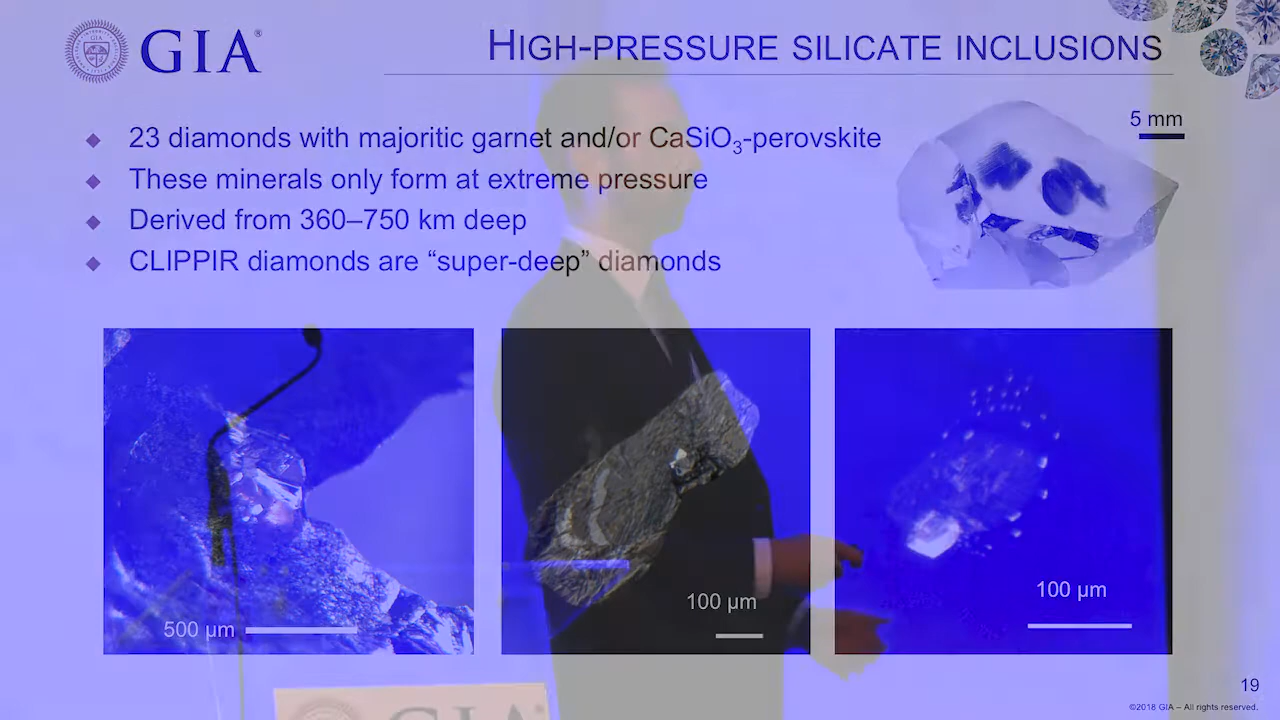 GIA®
HIGH-PRESSURE SILICATE INCLUSIONS
5 mm
◆ 23 diamonds with majoritic garnet and/or CaSiO₃-perovskite
◆ These minerals only form at extreme pressure
◆ Derived from 360–750 km deep
◆ CLIPPIR diamonds are “super-deep” diamonds
500 µm
100 µm
100 µm
GIA
19
©2018 GIA – All rights reserved.